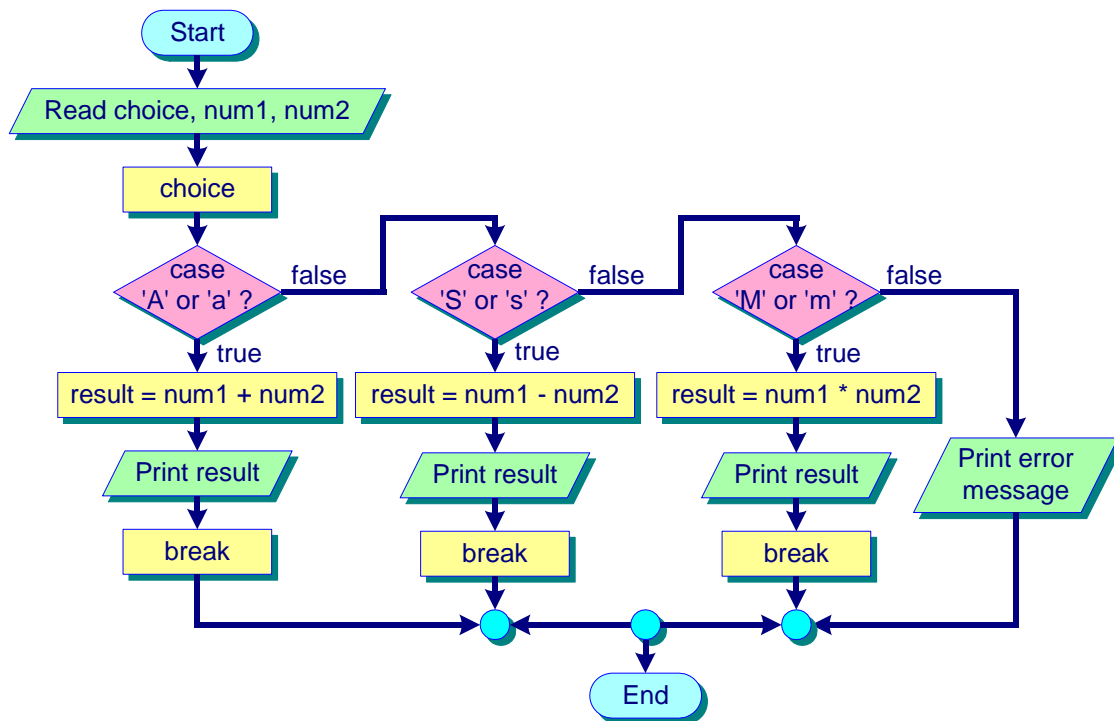 Start
Read choice, num1, num2
choice
case
'A' or 'a' ?
false
case
'S' or 's' ?
false
case
'M' or 'm' ?
false
true
true
true
result = num1 + num2
result = num1 - num2
result = num1 * num2
Print result
Print result
Print result
Print error
message
break
break
break
End